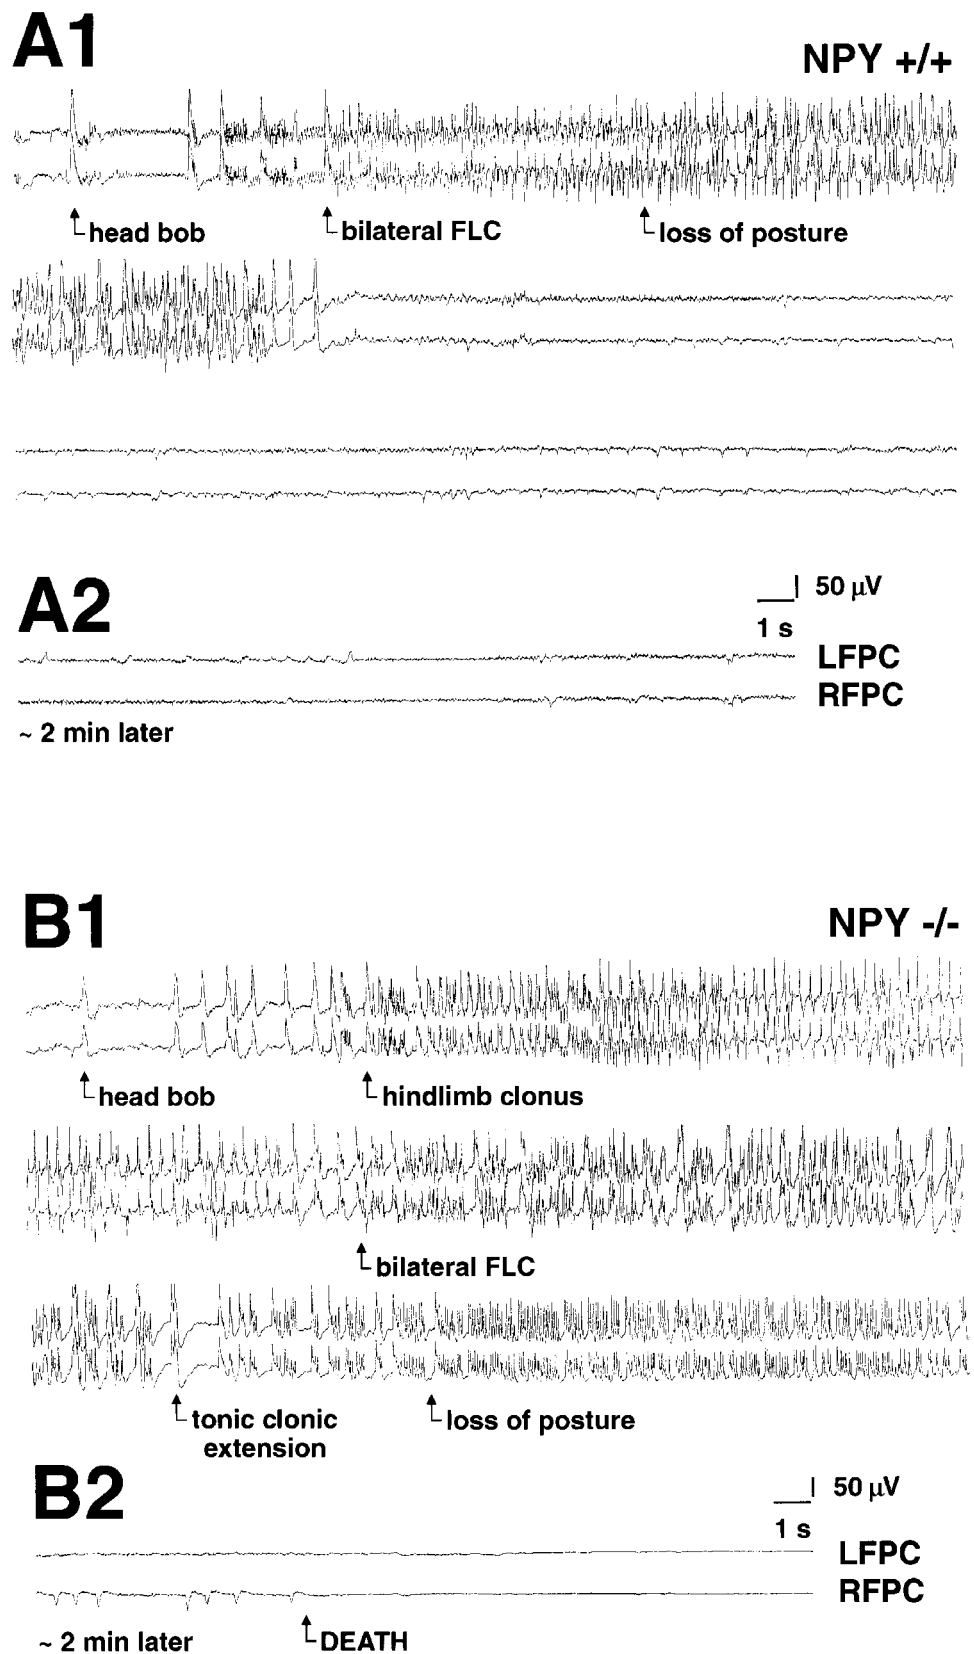 A1
NPY +/+
head bob
bilateral FLC
loss of posture
A2
50 μV
1 s
LFPC
RFPC
~ 2 min later
B1
NPY -/-
head bob
hindlimb clonus
bilateral FLC
tonic clonic
extension
loss of posture
B2
50 μV
1 s
LFPC
RFPC
~ 2 min later
DEATH